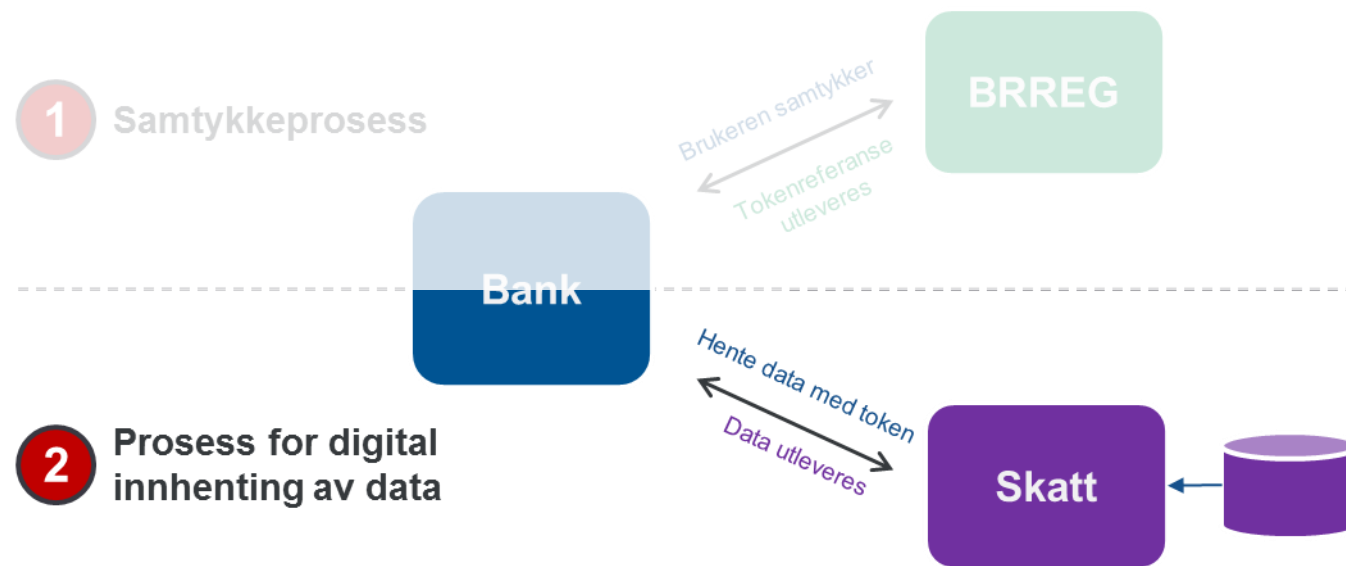 1
Samtykkeprosess
Brukeren samtykker
Tokenreferanse
utleveres
BRREG
Bank
2
Prosess for digital
innhenting av data
Hente data med token
Data utleveres
Skatt